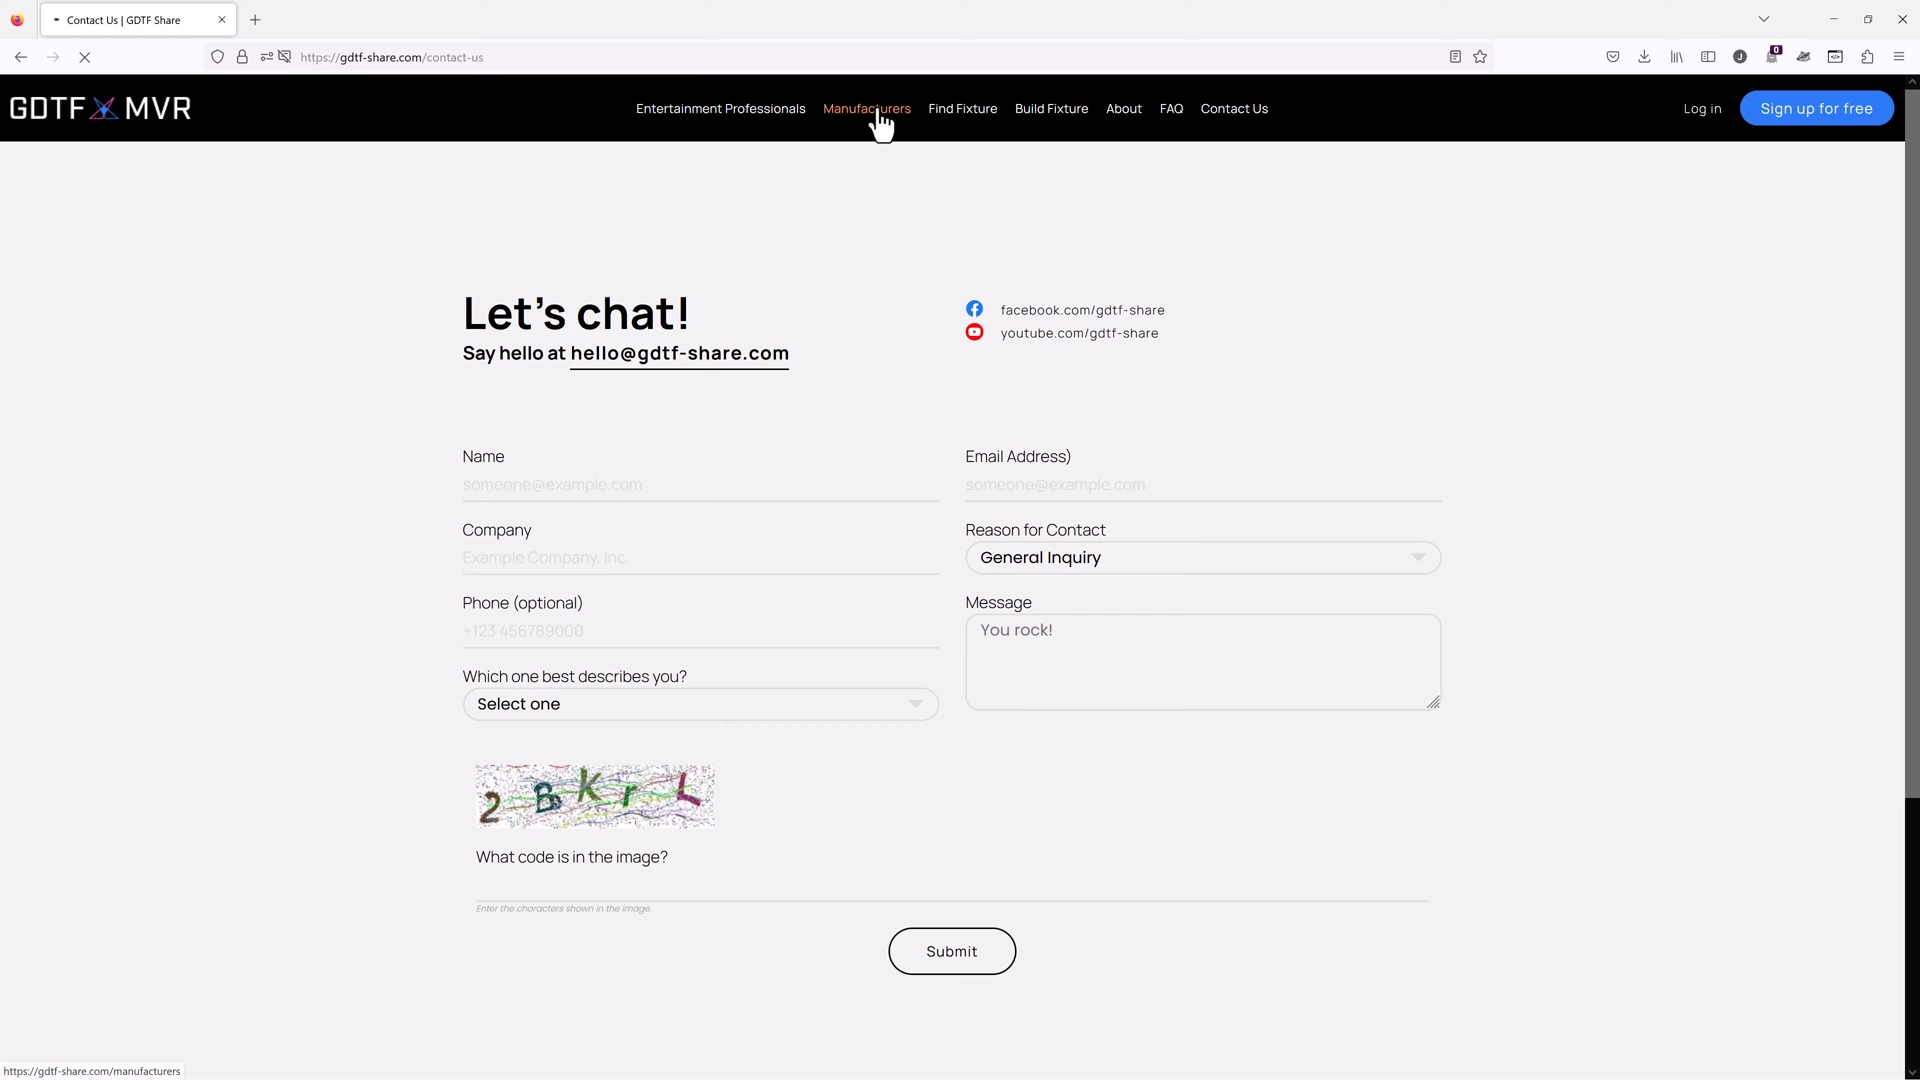 Contact Us | GDTF Share
https://gdtf-share.com/contact-us
0
J
GDTF MVR
Entertainment Professionals Manufacturers Find Fixture Build Fixture About FAQ Contact Us
Log in
Sign up for free
Let's chat!
Say hello at hello@gdtf-share.com
facebook.com/gdtf-share
youtube.com/gdtf-share
Name
someone@example.com
Email Address)
someone@example.com
Company
Example Company, Inc.
Reason for Contact
General Inquiry
Phone (optional)
+123 456789000
Message
You rock!
Which one best describes you?
Select one
2BKrL
What code is in the image?
Enter the characters shown in the image.
Submit
https://gdtf-share.com/manufacturers